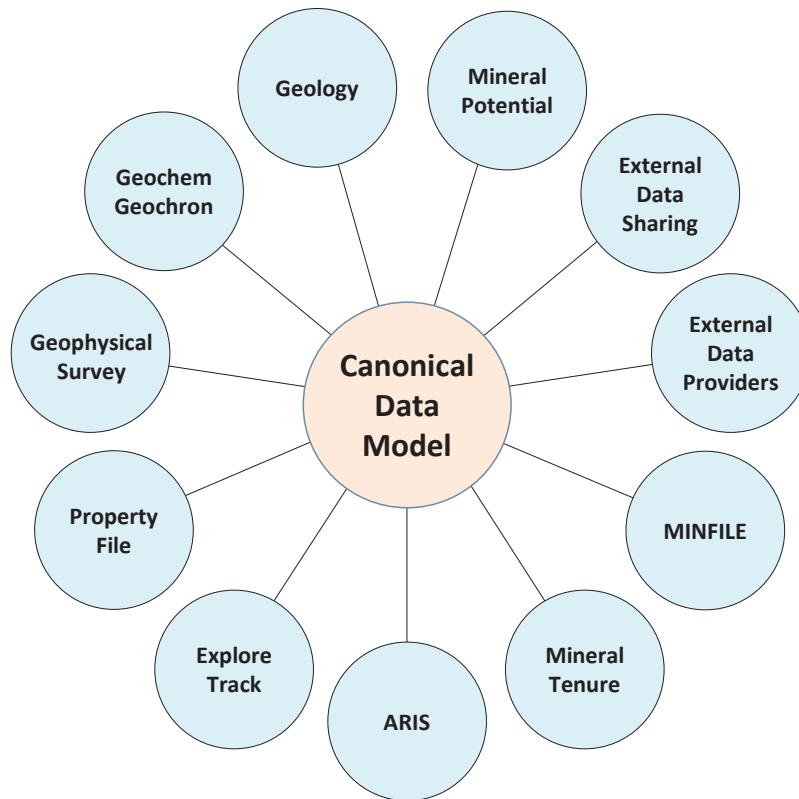 Geology
Mineral
Potential
Geochem
Geochron
External
Data
Sharing
Geophysical
Survey
Canonical
Data
Model
External
Data
Providers
Property
File
MINFILE
Explore
Track
ARIS
Mineral
Tenure